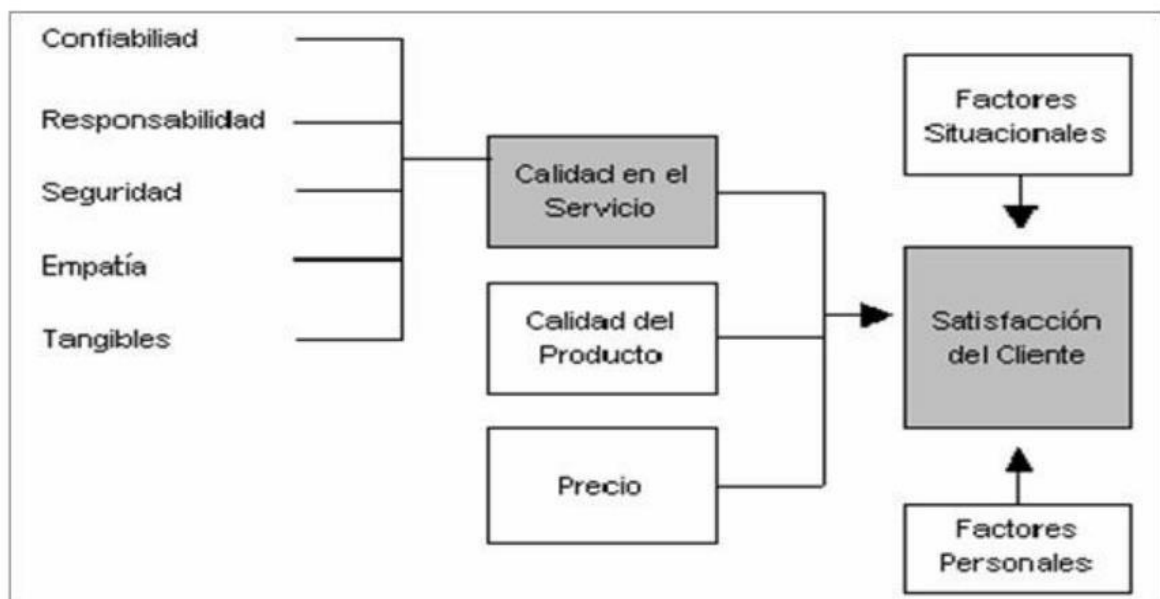 Confiabiliad
Responsabilidad
Seguridad
Empatía
Tangibles
Calidad en el
Servicio
Calidad del
Producto
Precio
Factores
Situacionales
Satisfacción
del Cliente
Factores
Personales